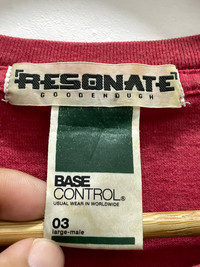 RESONATE
GOODENOUGH
BASE
CONTROL®
USUAL WEAR IN WORLDWIDE
03
large-male